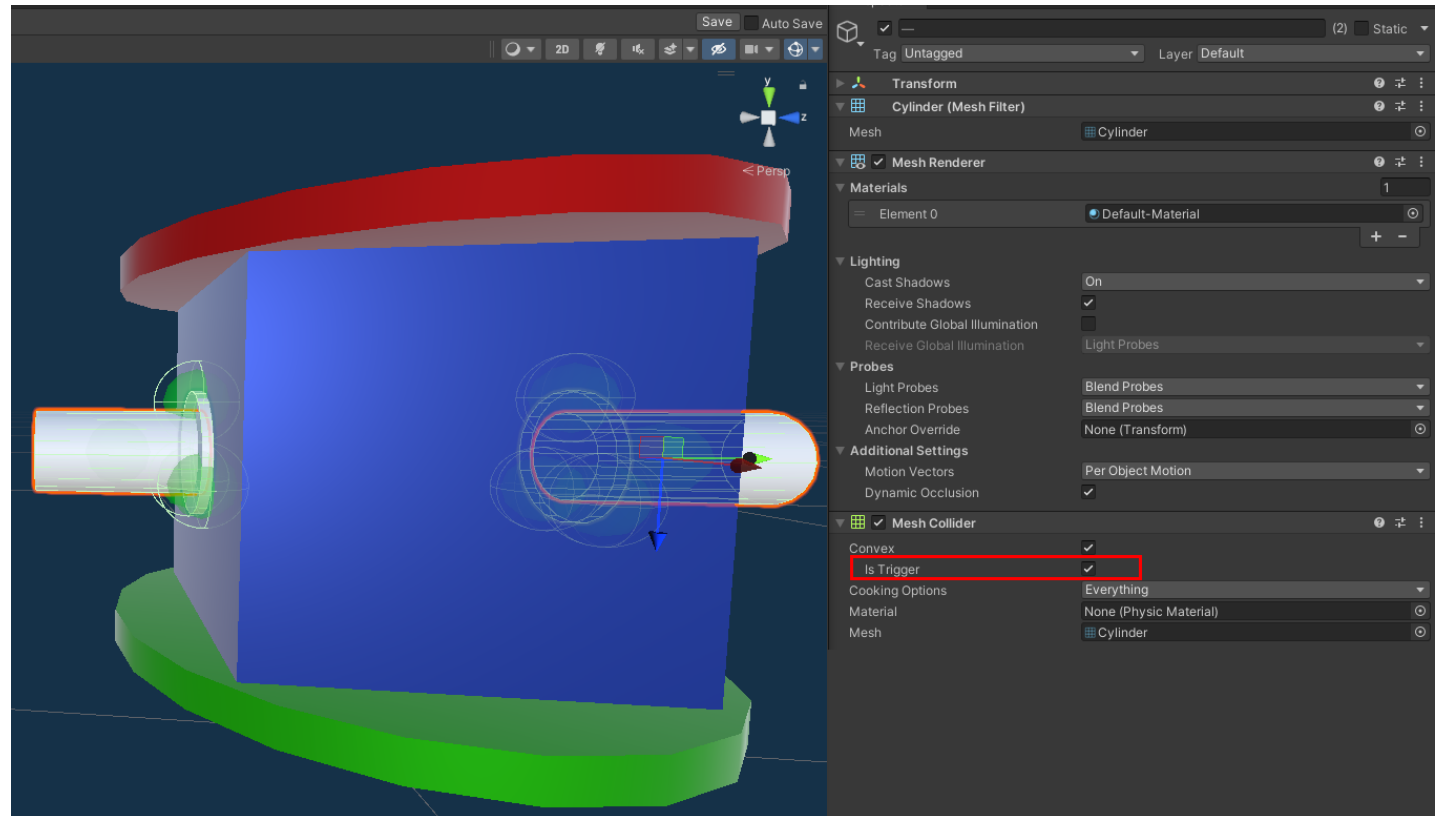 Save Auto Save
2D
y
z
Persp
— (2) Static
Tag Untagged Layer Default
Transform
Cylinder (Mesh Filter)
Mesh Cylinder
Mesh Renderer
Materials 1
Element 0 Default-Material
+ −
Lighting
Cast Shadows On
Receive Shadows
Contribute Global Illumination
Receive Global Illumination Light Probes
Probes
Light Probes Blend Probes
Reflection Probes Blend Probes
Anchor Override None (Transform)
Additional Settings
Motion Vectors Per Object Motion
Dynamic Occlusion
Mesh Collider
Convex
Is Trigger
Cooking Options Everything
Material None (Physic Material)
Mesh Cylinder